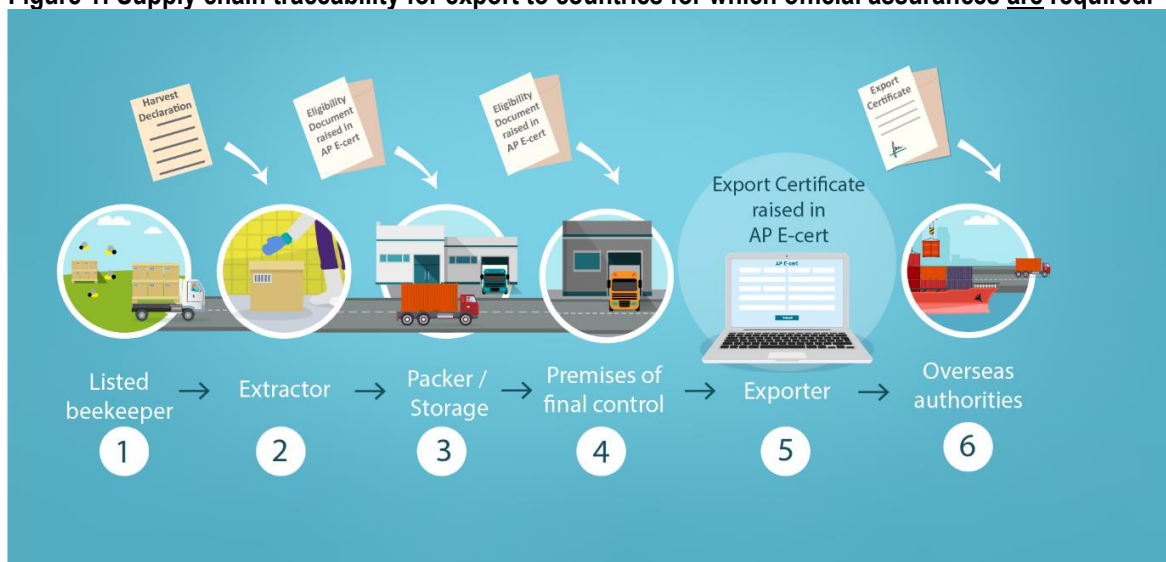 Figure 1: Supply chain traceability for export to countries for which official assurances are required.
Harvest
Declaration
Eligibility
Document
raised in
AP E-cert
Eligibility
Document
raised in
AP E-cert
Export
Certificate
Export Certificate
raised in
AP E-cert
AP E-cert
Listed
beekeeper
Extractor
Packer /
Storage
Premises of
final control
Exporter
Overseas
authorities
1
2
3
4
5
6